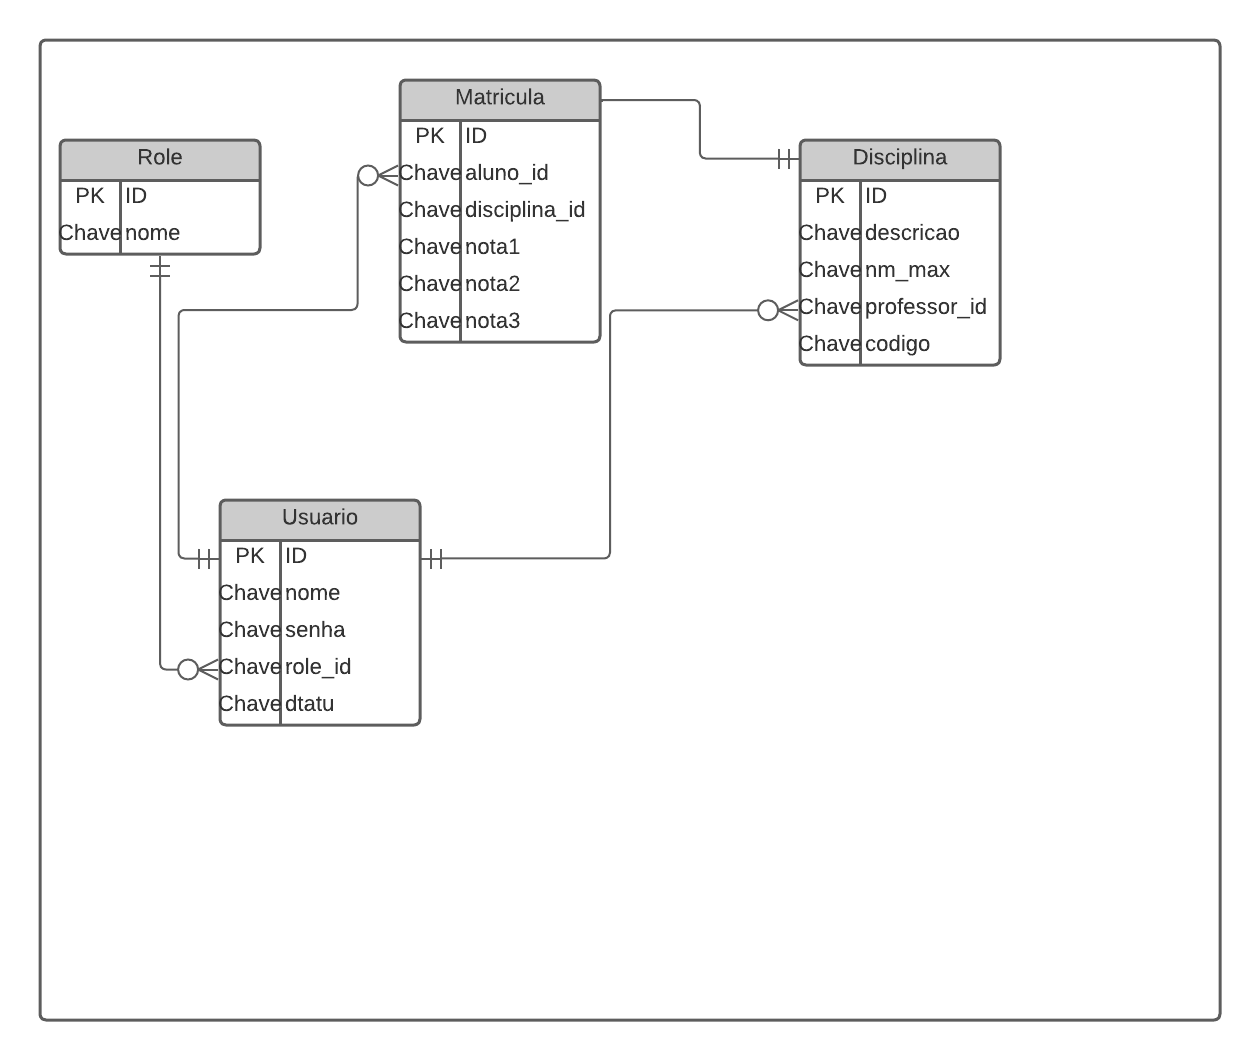 Matricula
PK ID
Chave aluno_id
Chave disciplina_id
Chave nota1
Chave nota2
Chave nota3
Role
PK ID
Chave nome
Disciplina
PK ID
Chave descricao
Chave nm_max
Chave professor_id
Chave codigo
Usuario
PK ID
Chave nome
Chave senha
Chave role_id
Chave dtatu